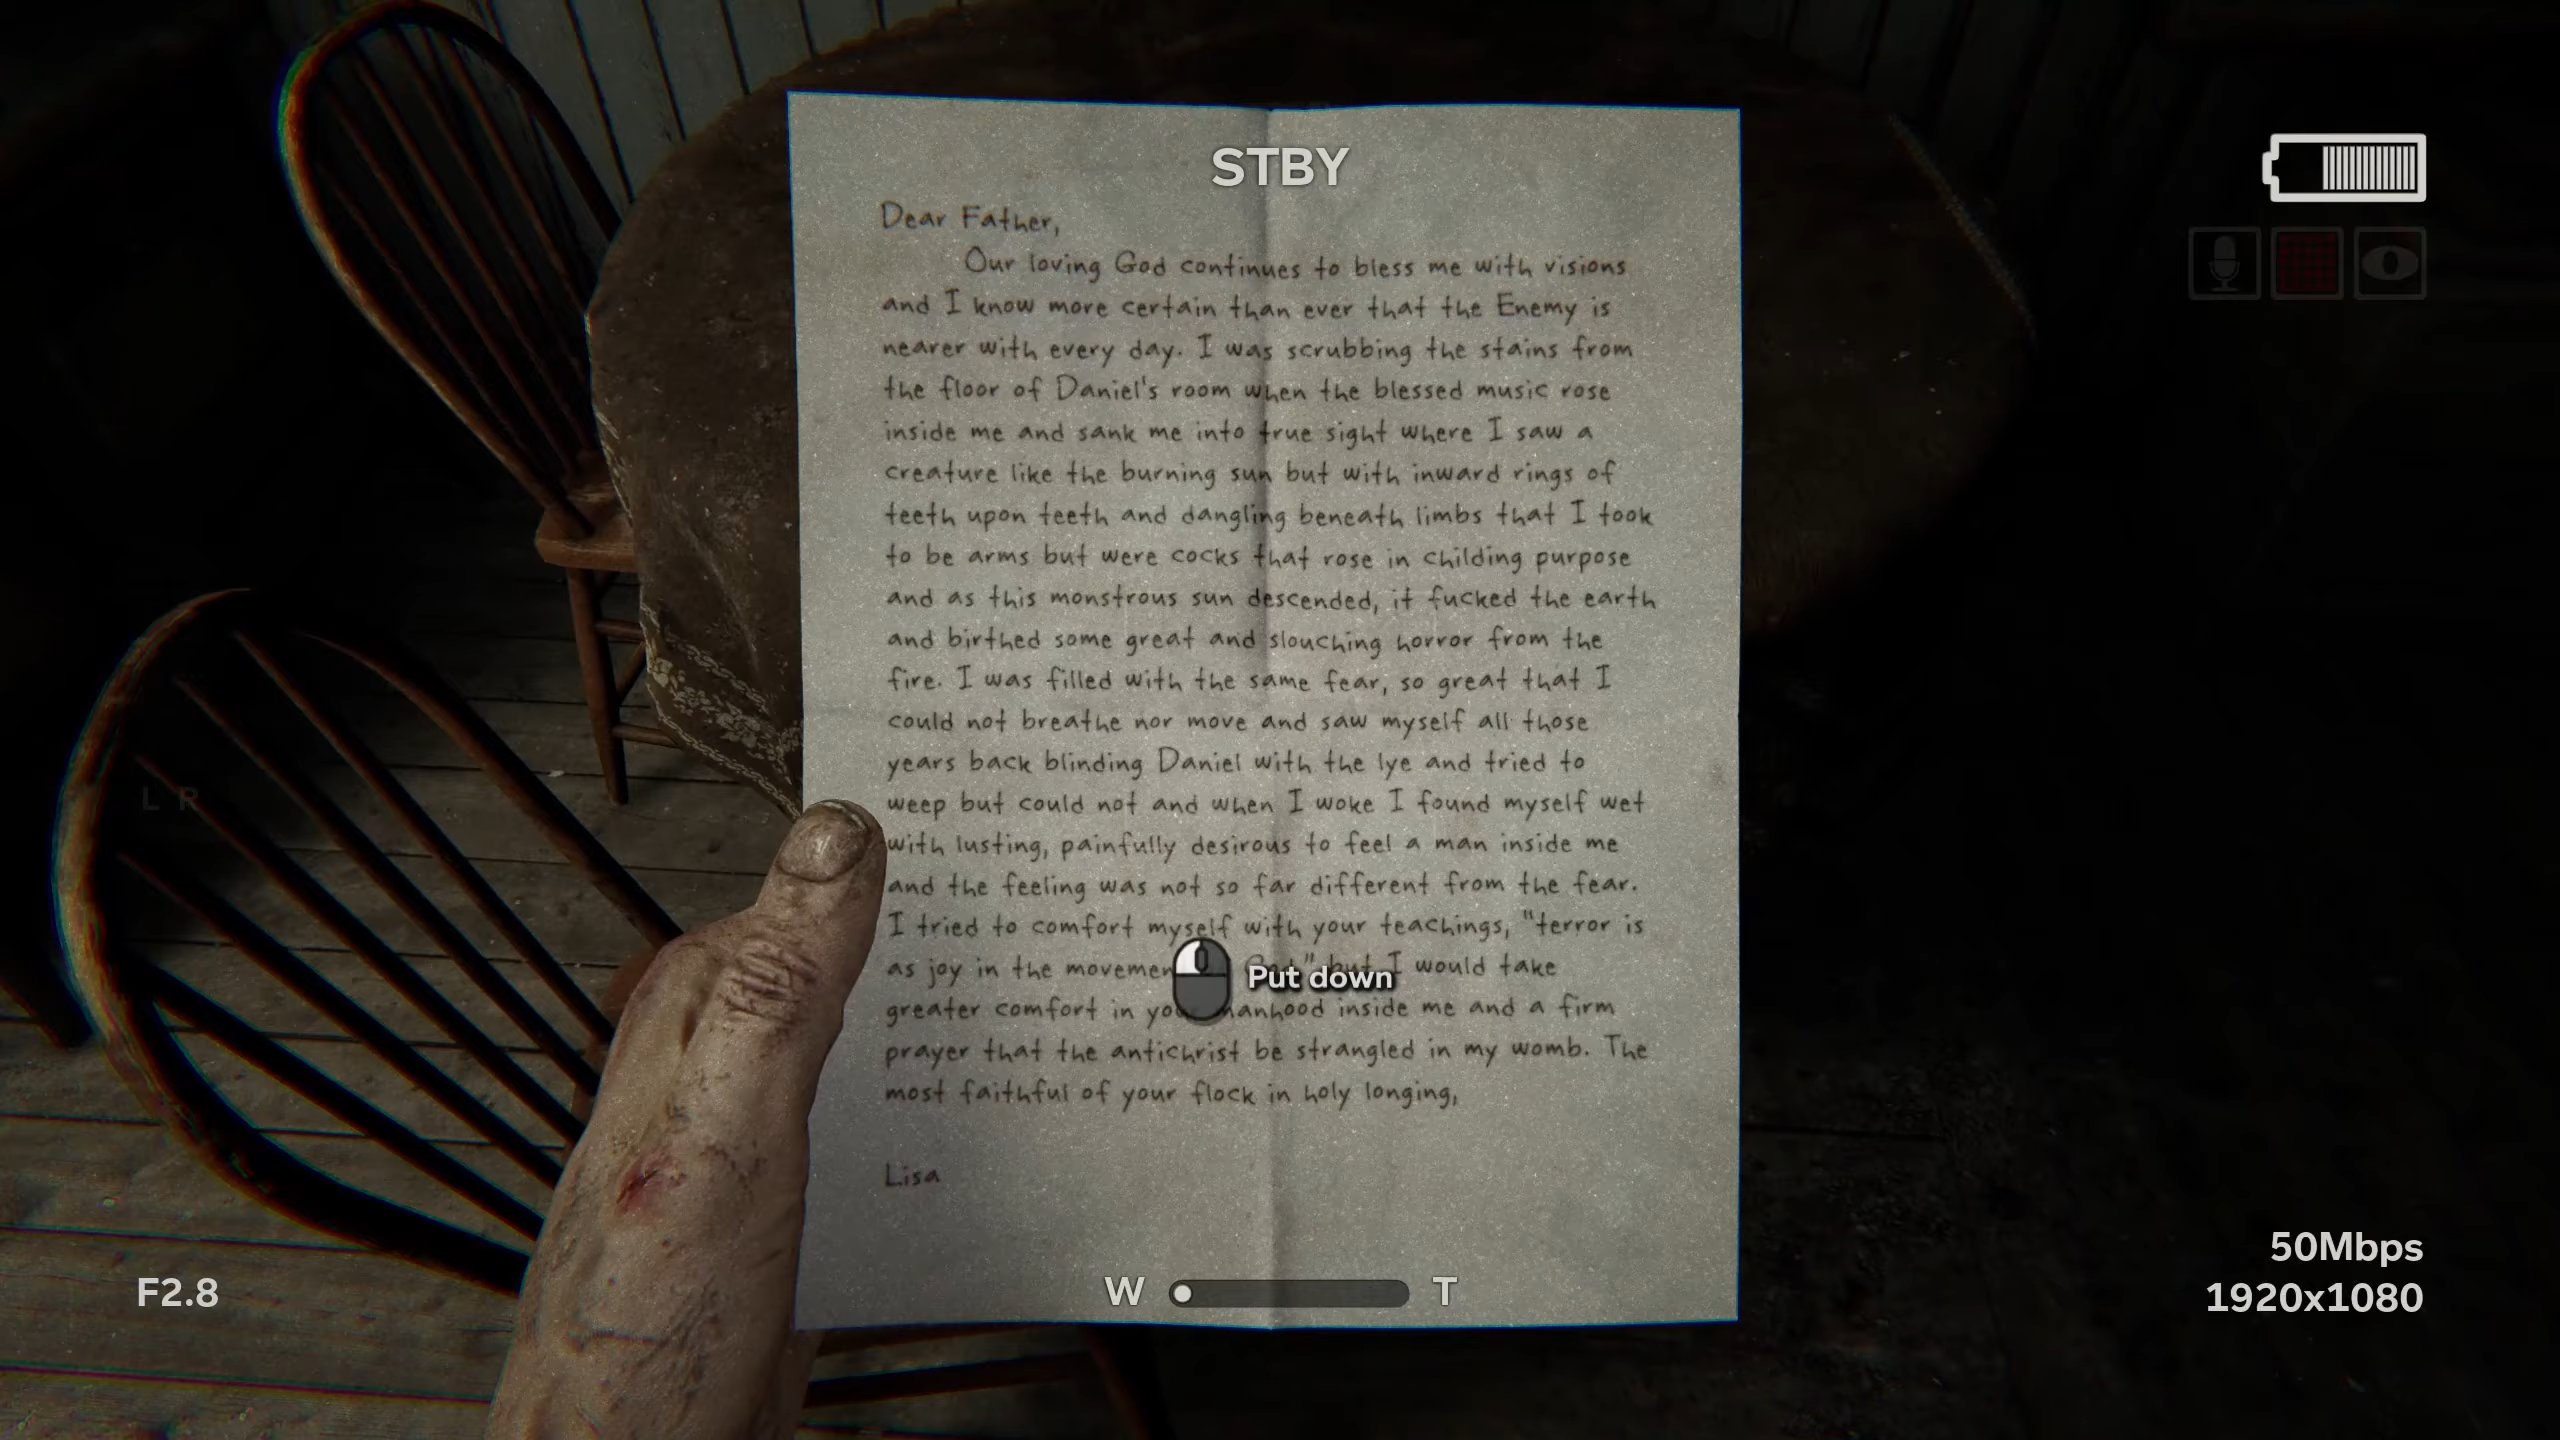 STBY
Dear Father,
Our loving God continues to bless me with visions
and I know more certain than ever that the Enemy is
nearer with every day. I was scrubbing the stains from
the floor of Daniel's room when the blessed music rose
inside me and sank me into true sight where I saw a
creature like the burning sun but with inward rings of
teeth upon teeth and dangling beneath limbs that I took
to be arms but were cocks that rose in childing purpose
and as this monstrous sun descended, it fucked the earth
and birthed some great and slouching horror from the
fire. I was filled with the same fear, so great that I
could not breathe nor move and saw myself all those
years back blinding Daniel with the lye and tried to
weep but could not and when I woke I found myself wet
with lusting, painfully desirous to feel a man inside me
and the feeling was not so far different from the fear.
I tried to comfort myself with your teachings, "terror is
as joy in the but I would take
greater comfort in inside me and a firm
prayer that the antichrist be strangled in my womb. The
most faithful of your flock in holy longing,
Lisa
Put down
L R
F2.8
W T
50Mbps
1920x1080